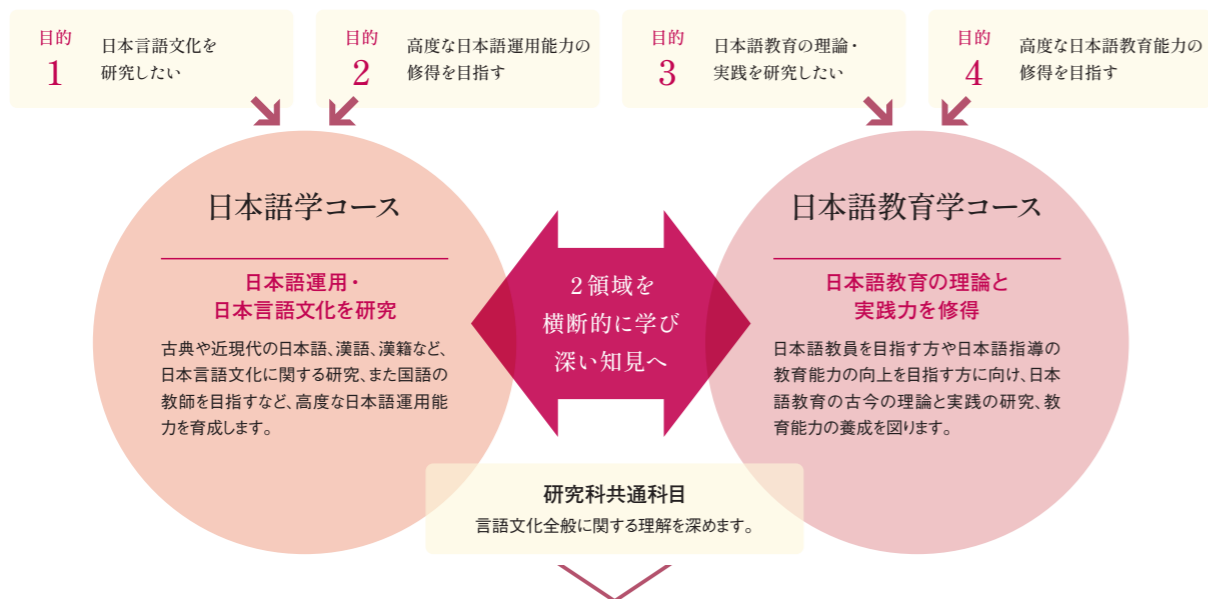 目的
1
日本言語文化を
研究したい
目的
2
高度な日本語運用能力の
修得を目指す
目的
3
日本語教育の理論・
実践を研究したい
目的
4
高度な日本語教育能力の
修得を目指す
日本語学コース
日本語運用・
日本言語文化を研究
古典や近現代の日本語、漢語、漢籍など、
日本言語文化に関する研究、また国語の
教師を目指すなど、高度な日本語運用能
力を育成します。
2領域を
横断的に学び
深い知見へ
日本語教育学コース
日本語教育の理論と
実践力を修得
日本語教員を目指す方や日本語指導の
教育能力の向上を目指す方に向け、日本
語教育の古今の理論と実践の研究、教
育能力の養成を図ります。
研究科共通科目
言語文化全般に関する理解を深めます。